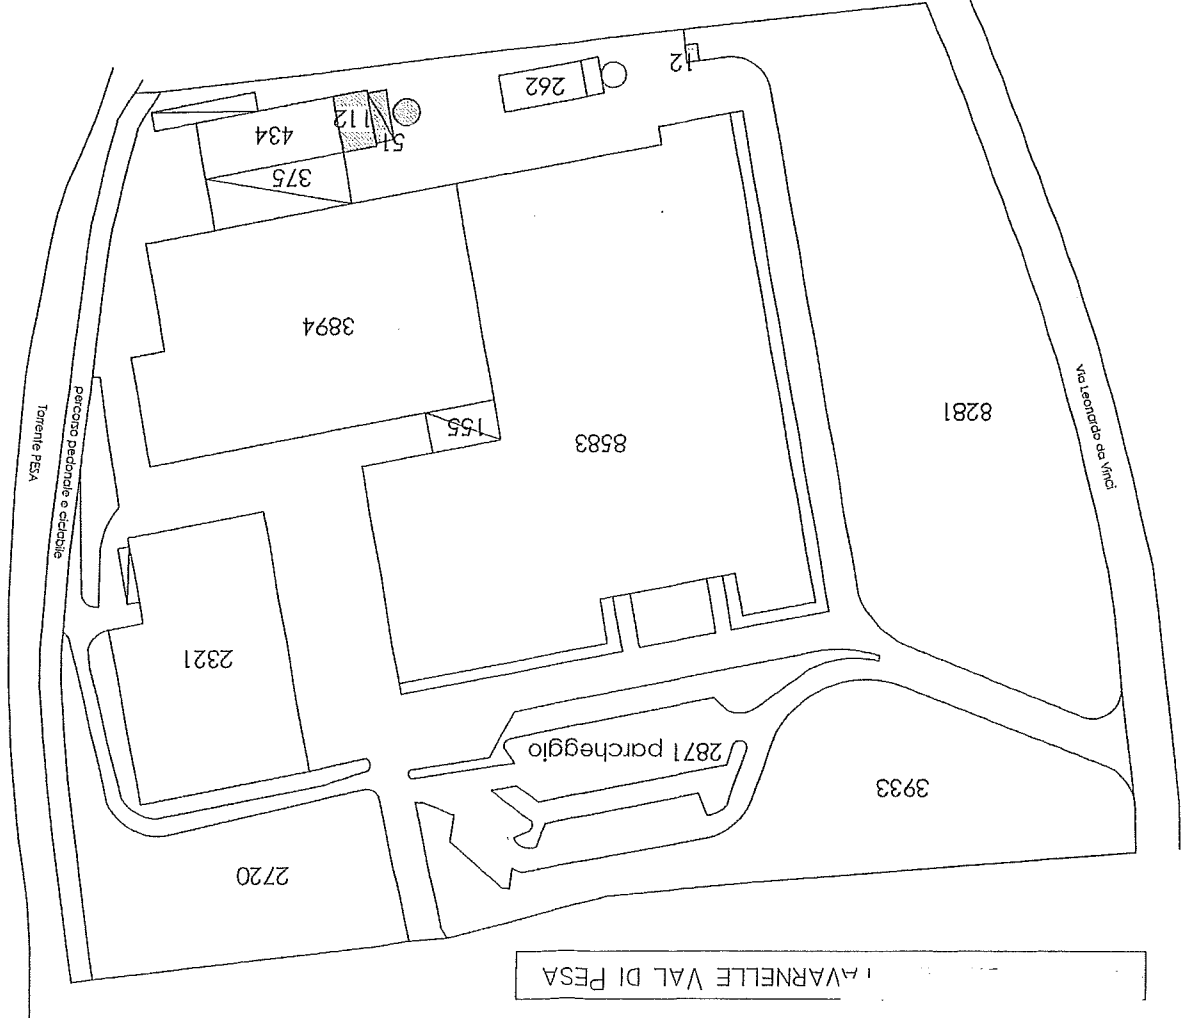 TAVARNELLE VAL DI PESA
2720
3933
2871 parcheggio
2321
8583
8281
155
3894
375
434
112
51
262
12
Via Leonardo da Vinci
percorso pedonale e ciclabile
Torrente PESA